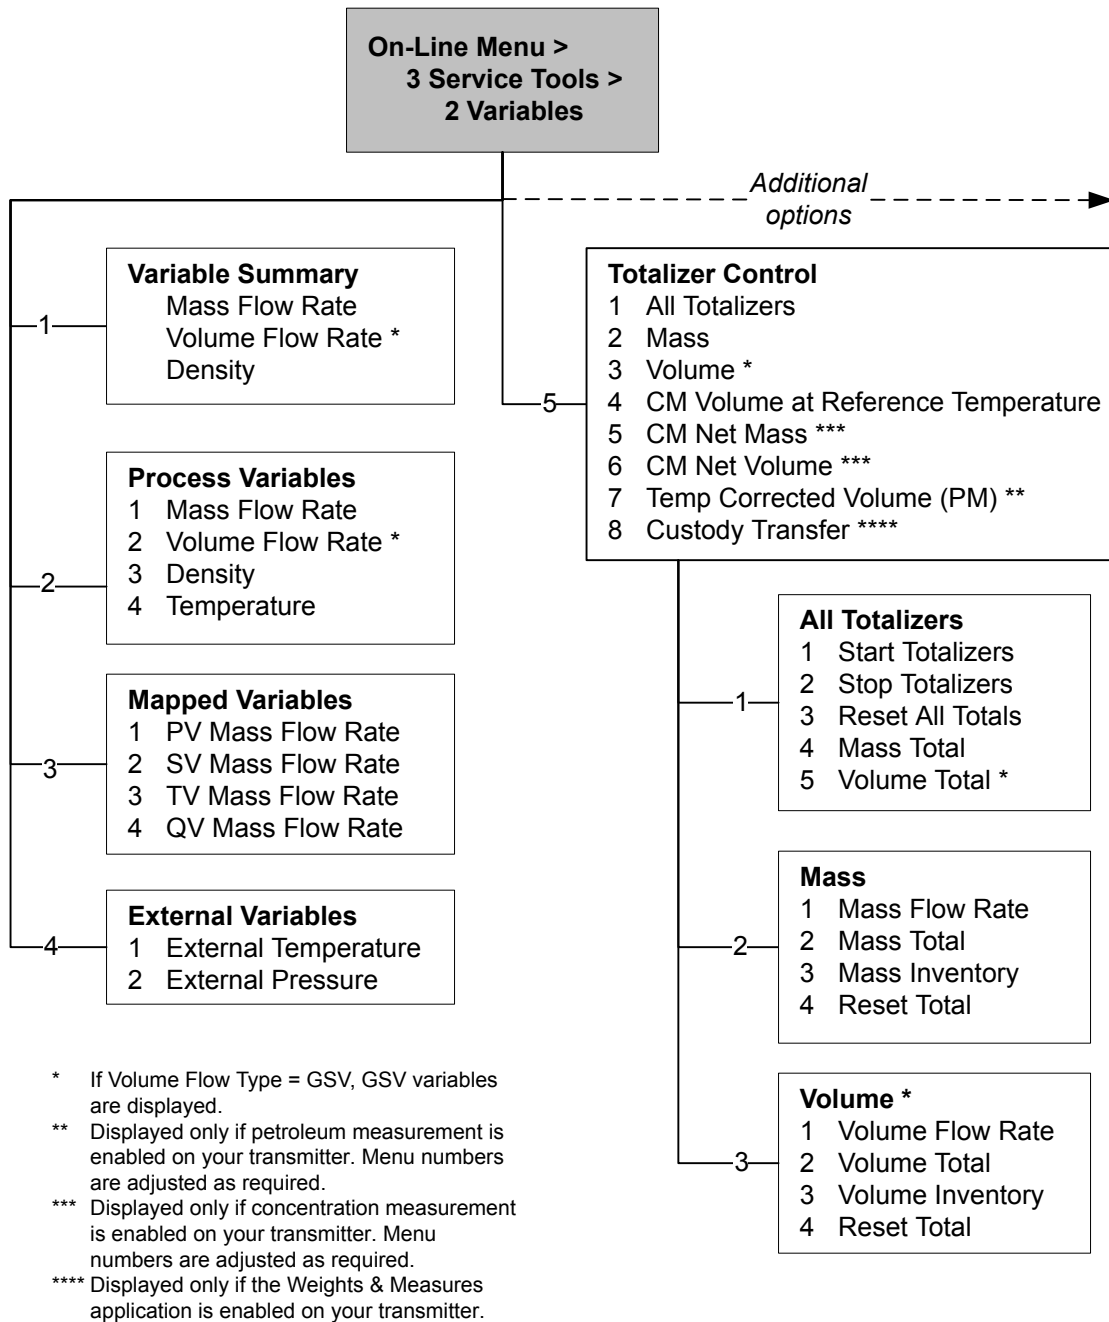 On-Line Menu >
3 Service Tools >
2 Variables
Additional
options
1
Variable Summary
Mass Flow Rate
Volume Flow Rate *
Density
2
Process Variables
1 Mass Flow Rate
2 Volume Flow Rate *
3 Density
4 Temperature
3
Mapped Variables
1 PV Mass Flow Rate
2 SV Mass Flow Rate
3 TV Mass Flow Rate
4 QV Mass Flow Rate
4
External Variables
1 External Temperature
2 External Pressure
5
Totalizer Control
1 All Totalizers
2 Mass
3 Volume *
4 CM Volume at Reference Temperature
5 CM Net Mass ***
6 CM Net Volume ***
7 Temp Corrected Volume (PM) **
8 Custody Transfer ****
1
All Totalizers
1 Start Totalizers
2 Stop Totalizers
3 Reset All Totals
4 Mass Total
5 Volume Total *
2
Mass
1 Mass Flow Rate
2 Mass Total
3 Mass Inventory
4 Reset Total
3
Volume *
1 Volume Flow Rate
2 Volume Total
3 Volume Inventory
4 Reset Total
* If Volume Flow Type = GSV, GSV variables
are displayed.
** Displayed only if petroleum measurement is
enabled on your transmitter. Menu numbers
are adjusted as required.
*** Displayed only if concentration measurement
is enabled on your transmitter. Menu
numbers are adjusted as required.
**** Displayed only if the Weights & Measures
application is enabled on your transmitter.